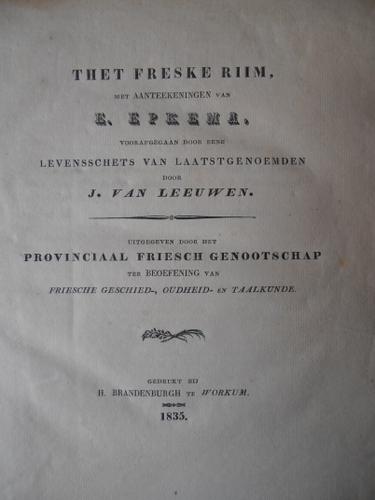 THET FRESKE RIIM,
MET AANTEEKENINGEN VAN
E. EPKEMA,
VOORAFGEGAAN DOOR EENE
LEVENSSCHETS VAN LAATSTGENOEMDEN
DOOR
J. VAN LEEUWEN.
UITGEGEVEN DOOR HET
PROVINCIAAL FRIESCH GENOOTSCHAP
TER BEOEFENING VAN
FRIESCHE GESCHIED-, OUDHEID- EN TAALKUNDE.
GEDRUKT BIJ
H. BRANDENBURGH TE WORKUM.
1835.